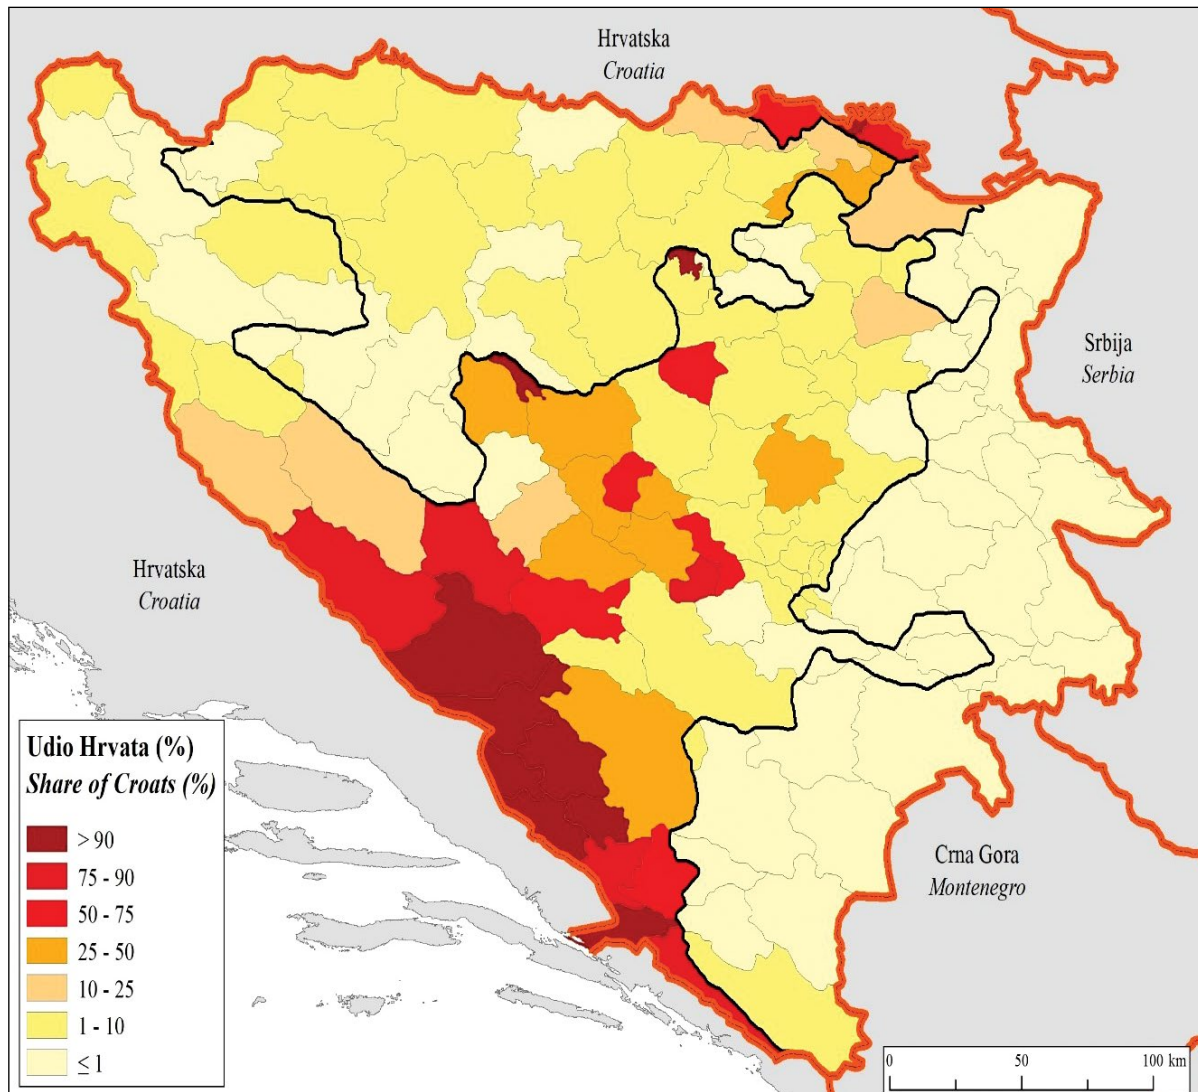 Hrvatska
Croatia
Srbija
Serbia
Hrvatska
Croatia
Crna Gora
Montenegro
Udio Hrvata (%)
Share of Croats (%)
> 90
75 - 90
50 - 75
25 - 50
10 - 25
1 - 10
≤ 1
0 50 100 km